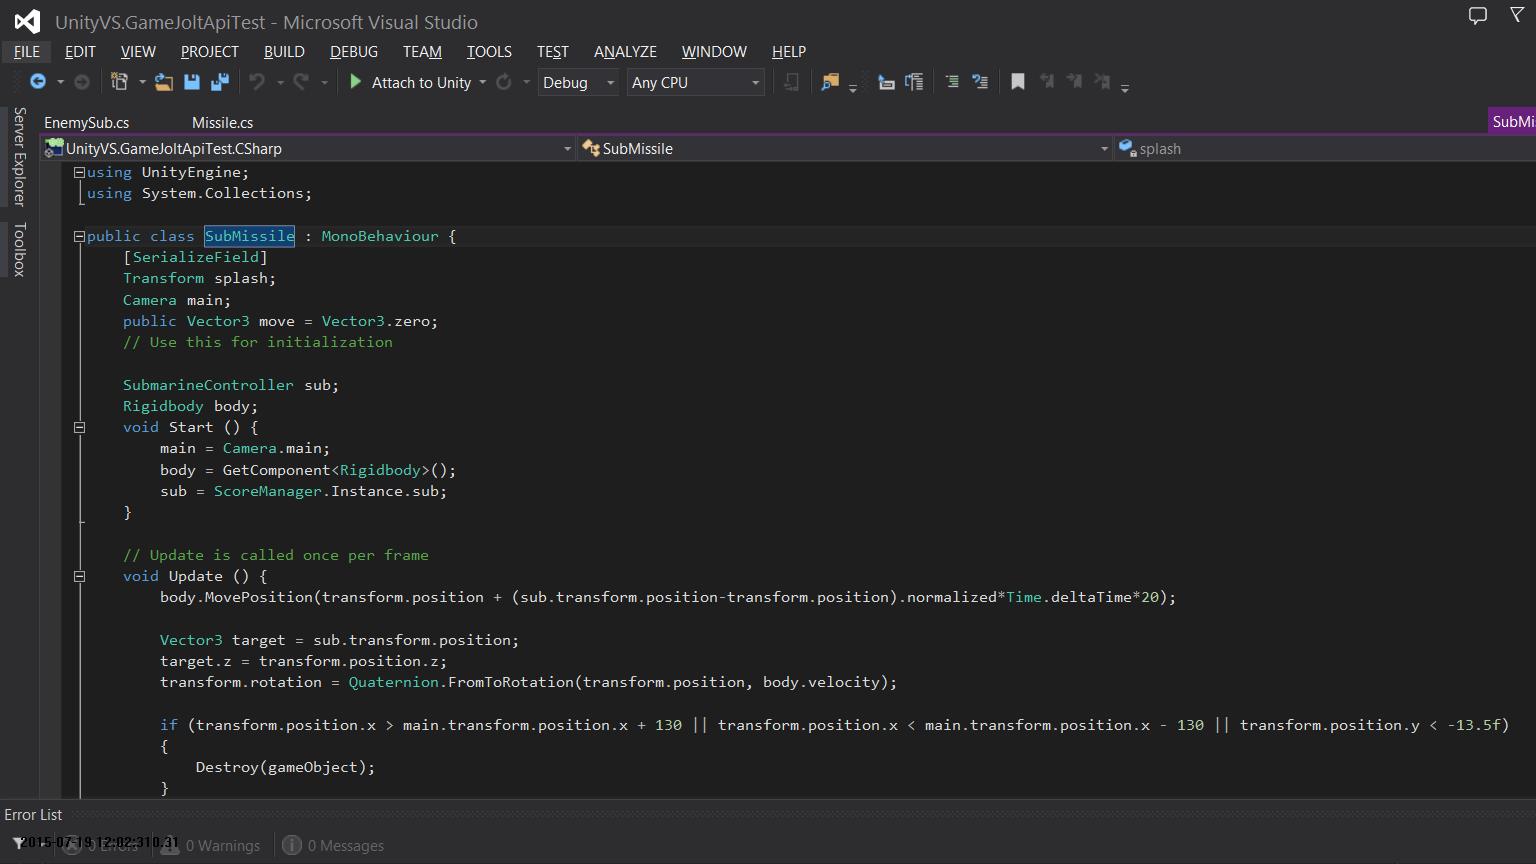 UnityVS.GameJoltApiTest - Microsoft Visual Studio
FILE EDIT VIEW PROJECT BUILD DEBUG TEAM TOOLS TEST ANALYZE WINDOW HELP
Attach to Unity Debug Any CPU
Server Explorer
Toolbox
EnemySub.cs Missile.cs SubMis
UnityVS.GameJoltApiTest.CSharp SubMissile splash
using UnityEngine;
using System.Collections;
public class SubMissile : MonoBehaviour {
[SerializeField]
Transform splash;
Camera main;
public Vector3 move = Vector3.zero;
// Use this for initialization
SubmarineController sub;
Rigidbody body;
void Start () {
main = Camera.main;
body = GetComponent<Rigidbody>();
sub = ScoreManager.Instance.sub;
}
// Update is called once per frame
void Update () {
body.MovePosition(transform.position + (sub.transform.position-transform.position).normalized*Time.deltaTime*20);
Vector3 target = sub.transform.position;
target.z = transform.position.z;
transform.rotation = Quaternion.FromToRotation(transform.position, body.velocity);
if (transform.position.x > main.transform.position.x + 130 || transform.position.x < main.transform.position.x - 130 || transform.position.y < -13.5f)
{
Destroy(gameObject);
}
Error List
0 Errors 0 Warnings 0 Messages
2015-07-19 12:02:310.31